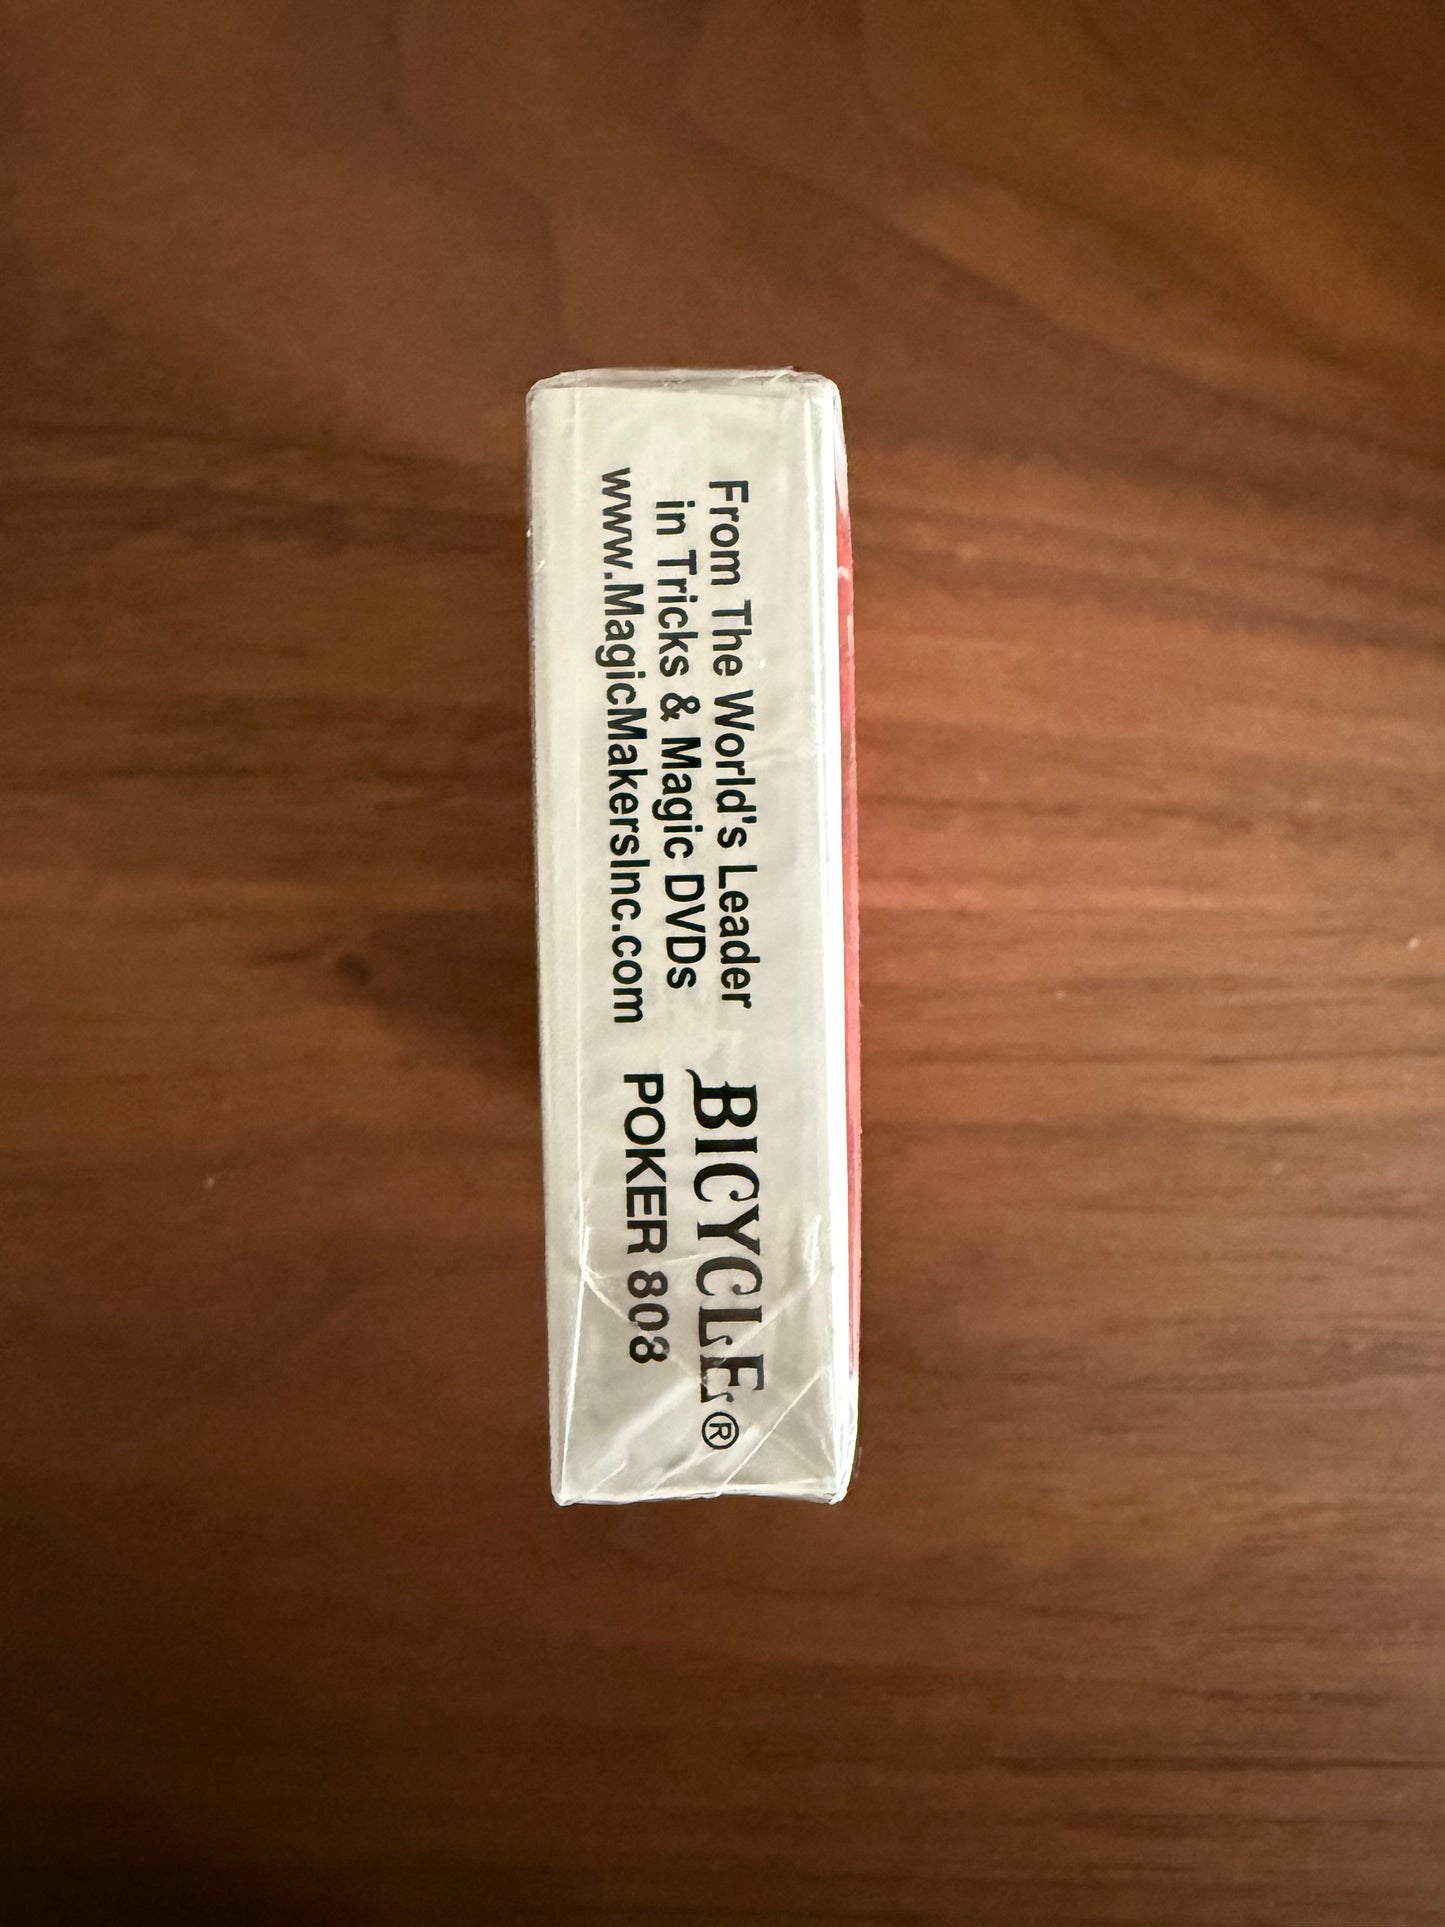 From The World's Leader
in Tricks & Magic DVDs
www.MagicMakersInc.com
BICYCLE®
POKER 808